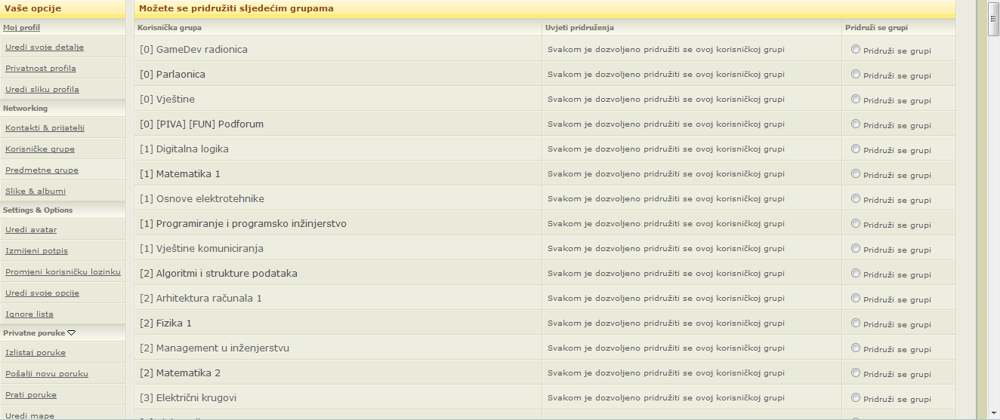 Vaše opcije
Moj profil
Uredi svoje detalje
Privatnost profila
Uredi sliku profila
Networking
Kontakti & prijatelji
Korisničke grupe
Predmetne grupe
Slike & albumi
Settings & Options
Uredi avatar
Izmijeni potpis
Promjeni korisničku lozinku
Uredi svoje opcije
Ignore lista
Privatne poruke
Izlistaj poruke
Pošalji novu poruku
Prati poruke
Uredi mape
Možete se pridružiti sljedećim grupama
Korisnička grupa Uvjeti pridruženja Pridruži se grupi
[0] GameDev radionica Svakom je dozvoljeno pridružiti se ovoj korisničkoj grupi Pridruži se grupi
[0] Parlaonica Svakom je dozvoljeno pridružiti se ovoj korisničkoj grupi Pridruži se grupi
[0] Vještine Svakom je dozvoljeno pridružiti se ovoj korisničkoj grupi Pridruži se grupi
[0] [PIVA] [FUN] Podforum Svakom je dozvoljeno pridružiti se ovoj korisničkoj grupi Pridruži se grupi
[1] Digitalna logika Svakom je dozvoljeno pridružiti se ovoj korisničkoj grupi Pridruži se grupi
[1] Matematika 1 Svakom je dozvoljeno pridružiti se ovoj korisničkoj grupi Pridruži se grupi
[1] Osnove elektrotehnike Svakom je dozvoljeno pridružiti se ovoj korisničkoj grupi Pridruži se grupi
[1] Programiranje i programsko inžinjerstvo Svakom je dozvoljeno pridružiti se ovoj korisničkoj grupi Pridruži se grupi
[1] Vještine komuniciranja Svakom je dozvoljeno pridružiti se ovoj korisničkoj grupi Pridruži se grupi
[2] Algoritmi i strukture podataka Svakom je dozvoljeno pridružiti se ovoj korisničkoj grupi Pridruži se grupi
[2] Arhitektura računala 1 Svakom je dozvoljeno pridružiti se ovoj korisničkoj grupi Pridruži se grupi
[2] Fizika 1 Svakom je dozvoljeno pridružiti se ovoj korisničkoj grupi Pridruži se grupi
[2] Management u inženjerstvu Svakom je dozvoljeno pridružiti se ovoj korisničkoj grupi Pridruži se grupi
[2] Matematika 2 Svakom je dozvoljeno pridružiti se ovoj korisničkoj grupi Pridruži se grupi
[3] Električni krugovi Svakom je dozvoljeno pridružiti se ovoj korisničkoj grupi Pridruži se grupi